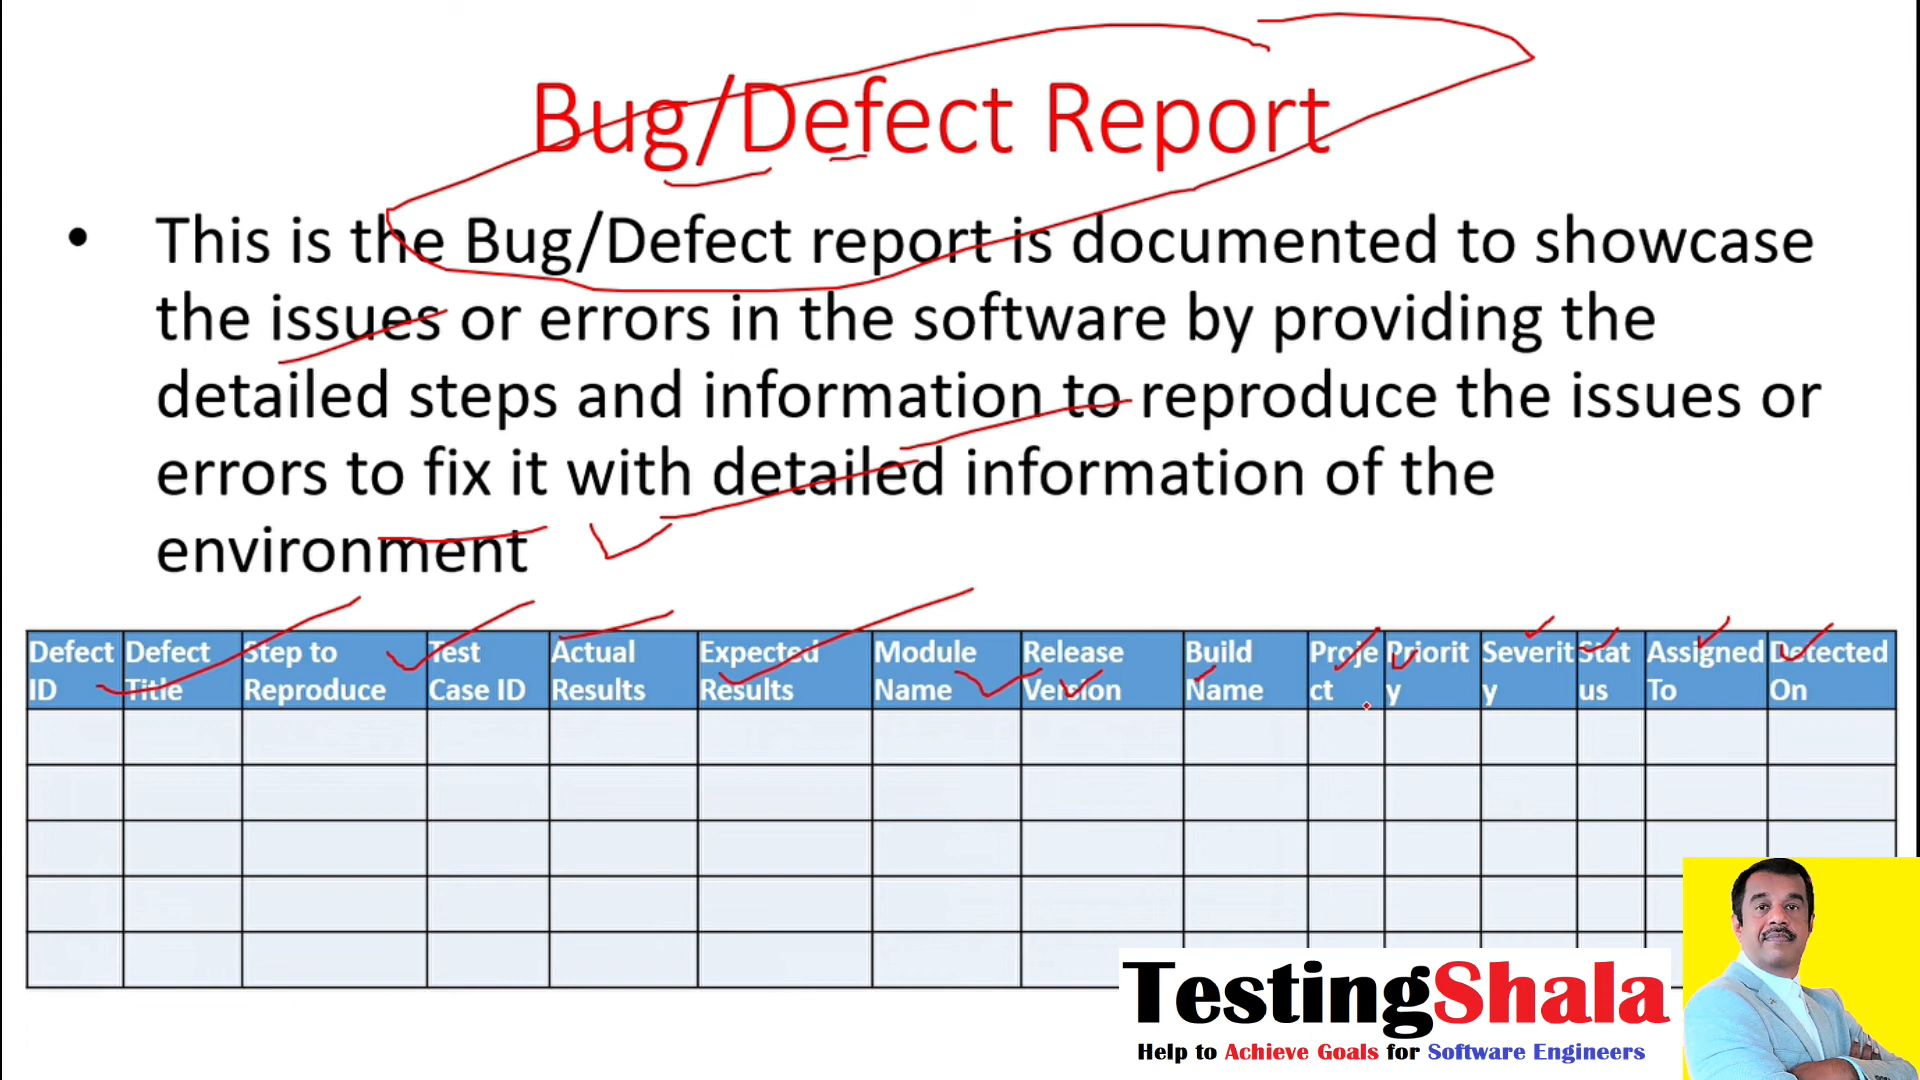 Bug/Defect Report
• This is the Bug/Defect report is documented to showcase
the issues or errors in the software by providing the
detailed steps and information to reproduce the issues or
errors to fix it with detailed information of the
environment
Defect ID Defect Title Step to Reproduce Test Case ID Actual Results Expected Results Module Name Release Version Build Name Project Priority Severity Status Assigned To Detected On
TestingShala
Help to Achieve Goals for Software Engineers